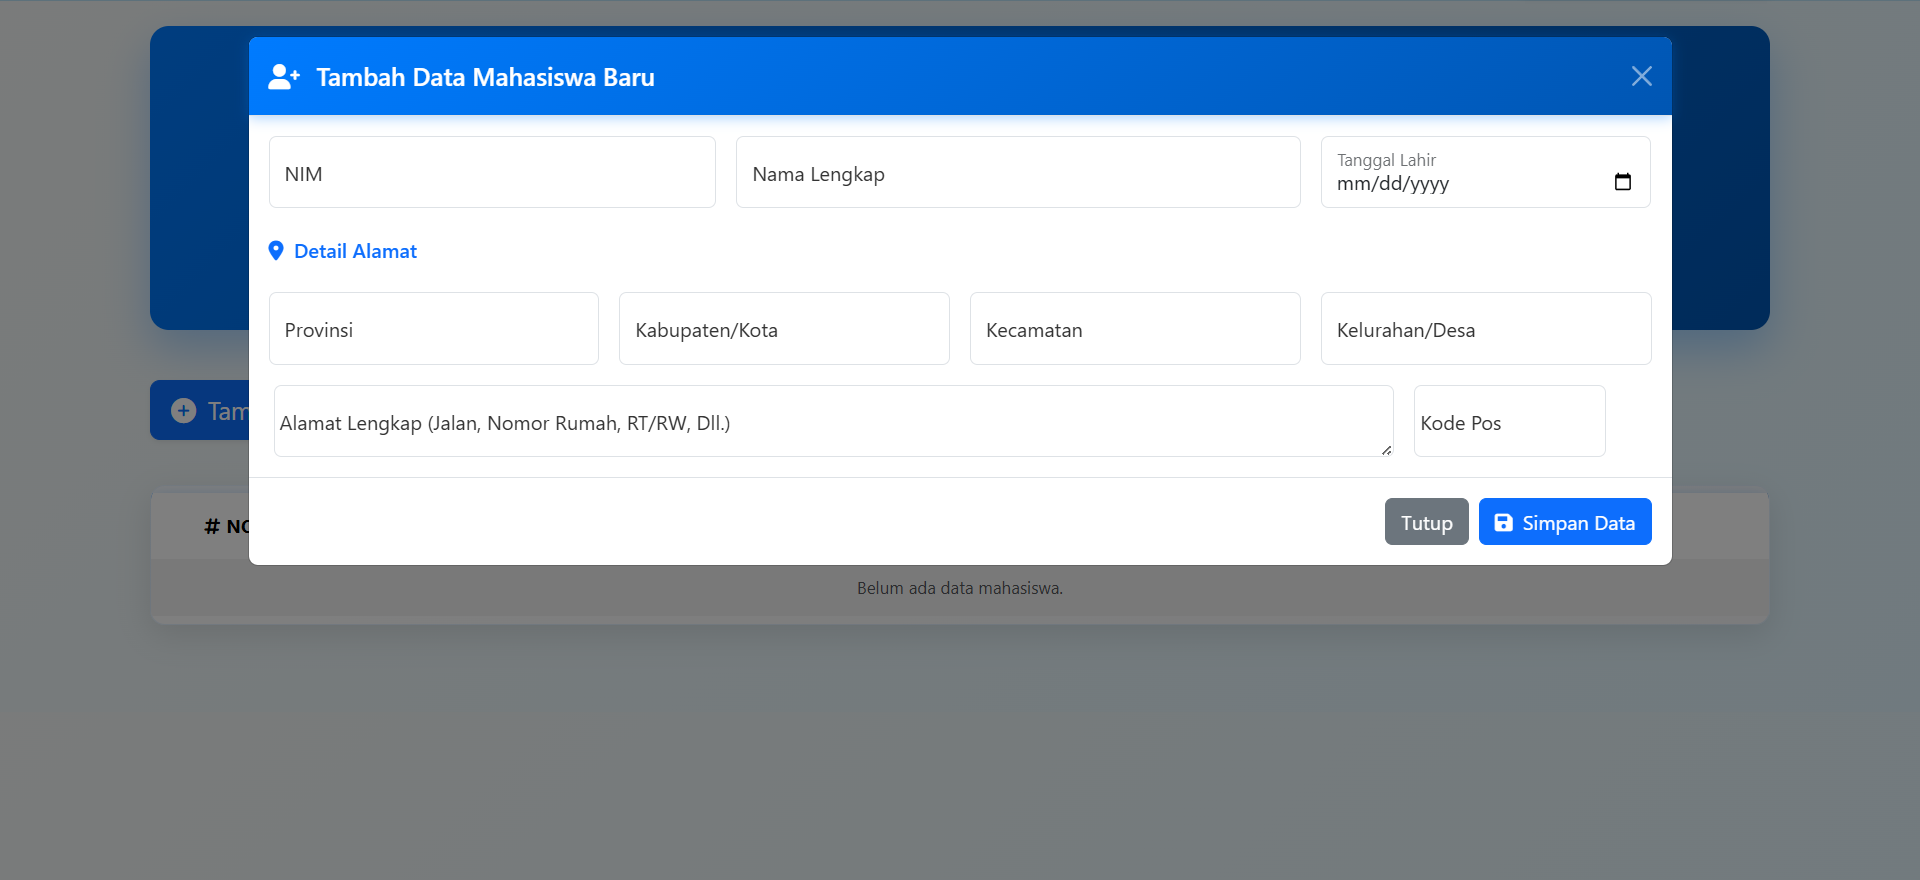 Tambah Data Mahasiswa Baru
NIM
Nama Lengkap
Tanggal Lahir
mm/dd/yyyy
Detail Alamat
Provinsi
Kabupaten/Kota
Kecamatan
Kelurahan/Desa
Alamat Lengkap (Jalan, Nomor Rumah, RT/RW, Dll.)
Kode Pos
Tutup
Simpan Data
Tam
# NO
Belum ada data mahasiswa.